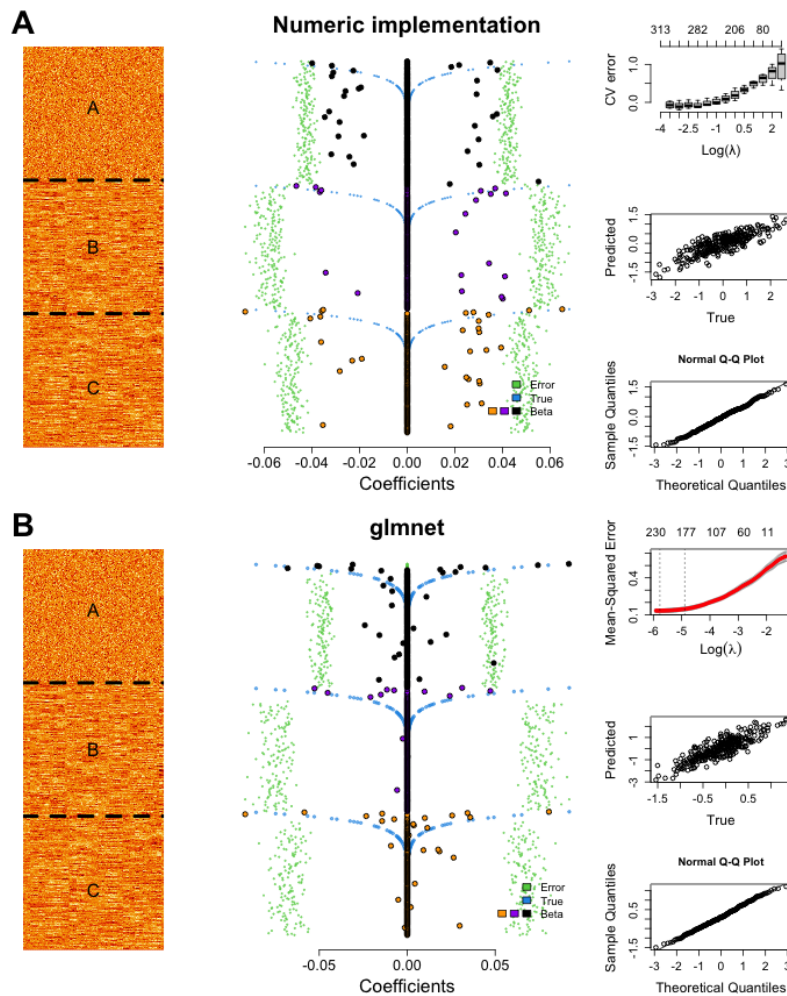 A
Numeric implementation
A
B
C
Error
True
Beta
-0.06 -0.04 -0.02 0.00 0.02 0.04 0.06
Coefficients
313 282 206 80
CV error
0.0 1.0
-4 -2.5 -1 0.5 2
Log(λ)
Predicted
-1.5 0.0 1.5
-3 -2 -1 0 1 2
True
Normal Q-Q Plot
Sample Quantiles
-1.5 0.0 1.5
-3 -2 -1 0 1 2 3
Theoretical Quantiles
B
glmnet
A
B
C
Error
True
Beta
-0.05 0.00 0.05
Coefficients
230 177 107 60 11
Mean-Squared Error
0.1 0.4
-6 -5 -4 -3 -2
Log(λ)
Predicted
-3 -1 1
-1.5 -0.5 0.5
True
Normal Q-Q Plot
Sample Quantiles
-1.5 0.5
-3 -2 -1 0 1 2 3
Theoretical Quantiles